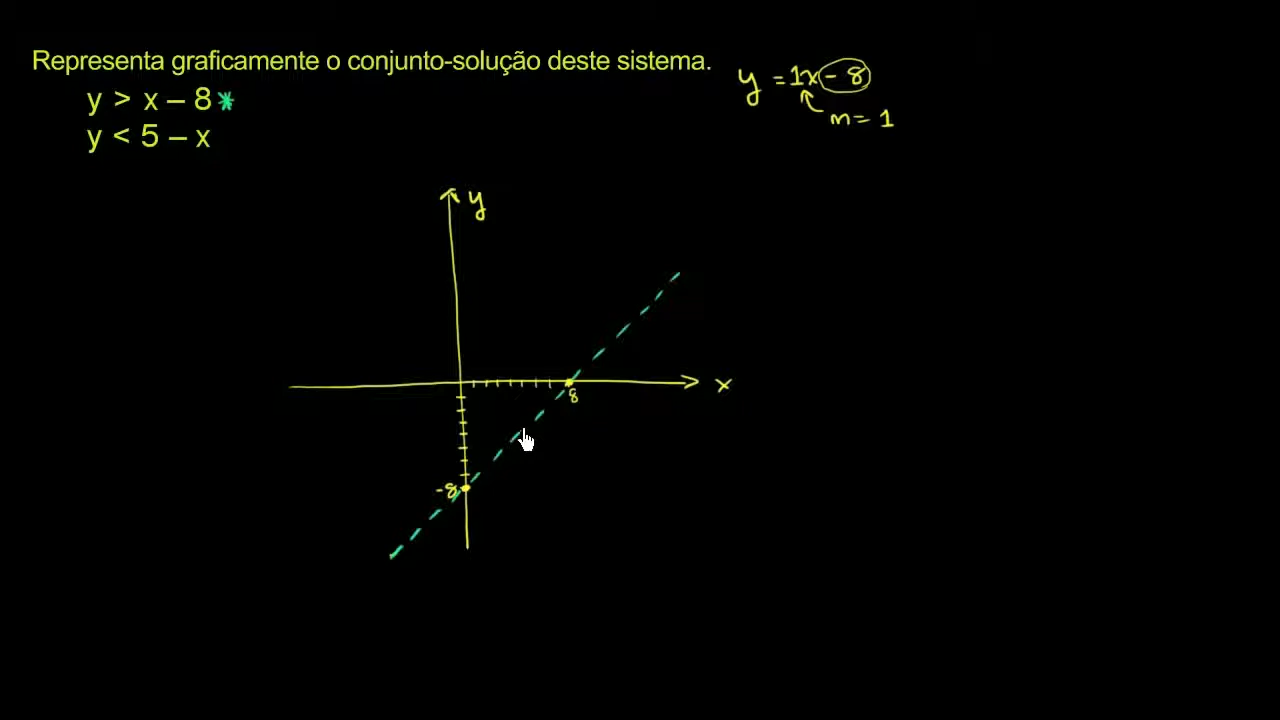 Representa graficamente o conjunto-solução deste sistema.
y > x – 8*
y < 5 – x
y = 1x - 8
m = 1
y
x
8
-8